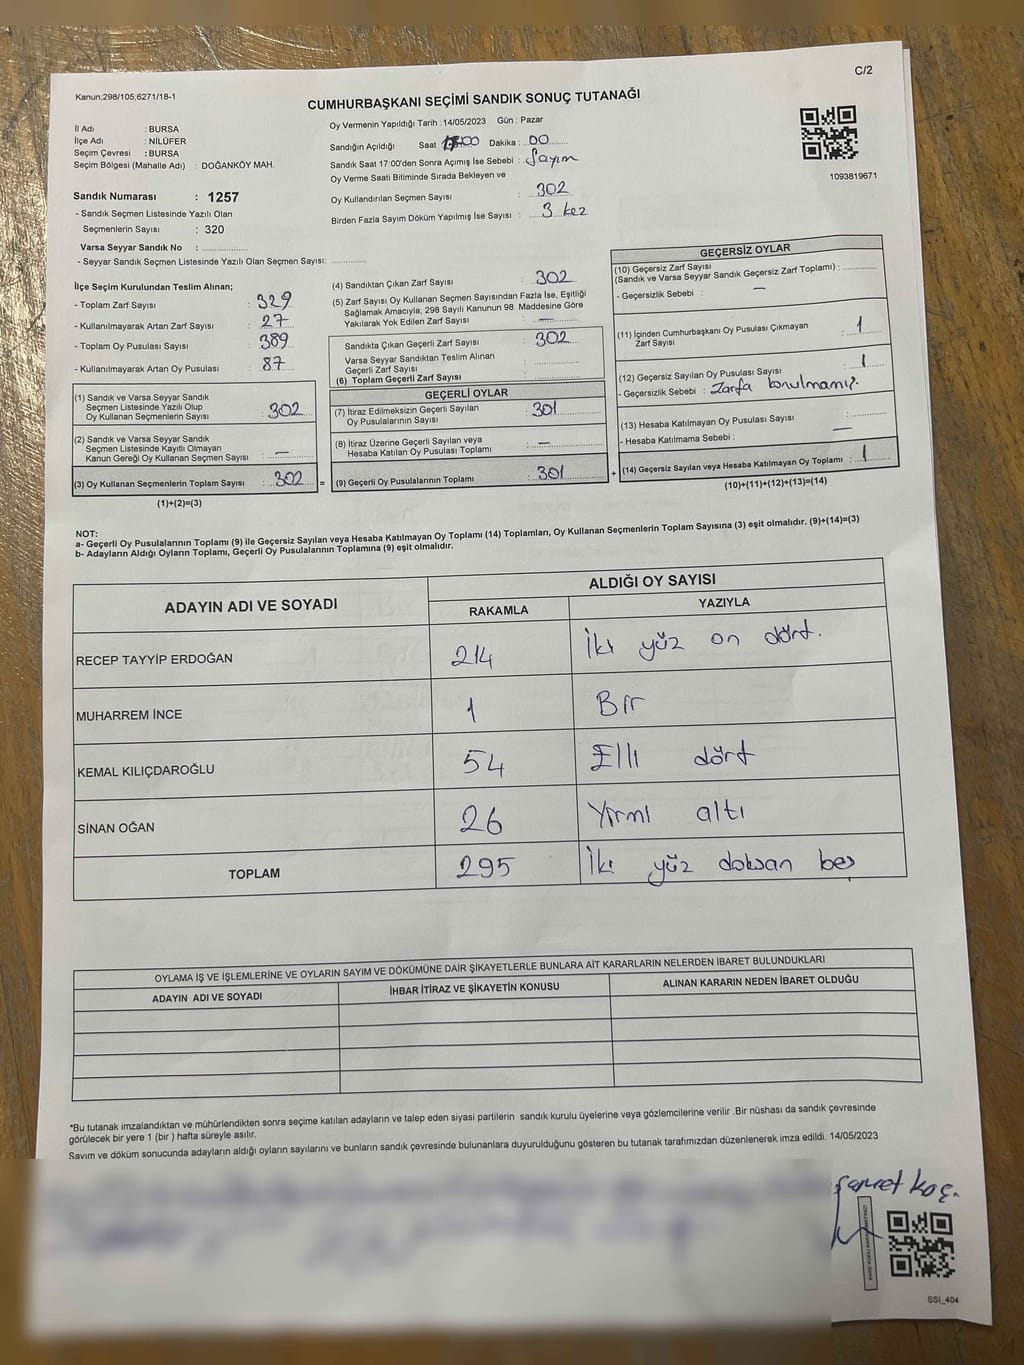 C/2
Kanun;298/105,6271/18-1
CUMHURBAŞKANI SEÇİMİ SANDIK SONUÇ TUTANAĞI
İl Adı : BURSA
İlçe Adı : NİLÜFER
Seçim Çevresi : BURSA
Seçim Bölgesi (Mahalle Adı) : DOĞANKÖY MAH.
Sandık Numarası : 1257
- Sandık Seçmen Listesinde Yazılı Olan
Seçmenlerin Sayısı : 320
Varsa Seyyar Sandık No : ................
- Seyyar Sandık Seçmen Listesinde Yazılı Olan Seçmen Sayısı: .............
Oy Vermenin Yapıldığı Tarih :14/05/2023 Gün : Pazar
Sandığın Açıldığı Saat Dakika : 00
Sandık Saat 17:00'den Sonra Açımış İse Sebebi : Sayım
Oy Verme Saati Bitiminde Sırada Bekleyen ve
Oy Kullandırılan Seçmen Sayısı : 302
Birden Fazla Sayım Döküm Yapılmış İse Sayısı : 3 kez
1093819671
İlçe Seçim Kurulundan Teslim Alınan;
- Toplam Zarf Sayısı : 329
- Kullanılmayarak Artan Zarf Sayısı : 27
- Toplam Oy Pusulası Sayısı : 389
- Kullanılmayarak Artan Oy Pusulası : 87
(1) Sandık ve Varsa Seyyar Sandık
Seçmen Listesinde Yazılı Olup
Oy Kullanan Seçmenlerin Sayısı : 302
(2) Sandık ve Varsa Seyyar Sandık
Seçmen Listesinde Kayıtlı Olmayan
Kanun Gereği Oy Kullanan Seçmen Sayısı : —
(3) Oy Kullanan Seçmenlerin Toplam Sayısı : 302 =
(1)+(2)=(3)
(4) Sandıktan Çıkan Zarf Sayısı : 302
(5) Zarf Sayısı Oy Kullanan Seçmen Sayısından Fazla İse, Eşitliği
Sağlamak Amacıyla; 298 Sayılı Kanunun 98. Maddesine Göre
Yakılarak Yok Edilen Zarf Sayısı : —
Sandıkta Çıkan Geçerli Zarf Sayısı : 302
Varsa Seyyar Sandıktan Teslim Alınan
Geçerli Zarf Sayısı :
(6) Toplam Geçerli Zarf Sayısı :
GEÇERLİ OYLAR
(7) İtiraz Edilmeksizin Geçerli Sayılan
Oy Pusulalarının Sayısı : 301
(8) İtiraz Üzerine Geçerli Sayılan veya
Hesaba Katılan Oy Pusulası Toplamı : —
(9) Geçerli Oy Pusulalarının Toplamı : 301 +
GEÇERSİZ OYLAR
(10) Geçersiz Zarf Sayısı
(Sandık ve Varsa Seyyar Sandık Geçersiz Zarf Toplamı) : ............
- Geçersizlik Sebebi : —
(11) İçinden Cumhurbaşkanı Oy Pusulası Çıkmayan
Zarf Sayısı : 1
(12) Geçersiz Sayılan Oy Pusulası Sayısı : 1
- Geçersizlik Sebebi : Zarfa konulmamış.
(13) Hesaba Katılmayan Oy Pusulası Sayısı :
- Hesaba Katılmama Sebebi : —
(14) Geçersiz Sayılan veya Hesaba Katılmayan Oy Toplamı : 1
(10)+(11)+(12)+(13)=(14)
NOT:
a- Geçerli Oy Pusulalarının Toplamı (9) ile Geçersiz Sayılan veya Hesaba Katılmayan Oy Toplamı (14) Toplamları, Oy Kullanan Seçmenlerin Toplam Sayısına (3) eşit olmalıdır. (9)+(14)=(3)
b- Adayların Aldığı Oyların Toplamı, Geçerli Oy Pusulalarının Toplamına (9) eşit olmalıdır.
ADAYIN ADI VE SOYADI ALDIĞI OY SAYISI
RAKAMLA YAZIYLA
RECEP TAYYİP ERDOĞAN 214 İki yüz on dört.
MUHARREM İNCE 1 Bir
KEMAL KILIÇDAROĞLU 54 Elli dört
SİNAN OĞAN 26 Yirmi altı
TOPLAM 295 İki yüz doksan beş
OYLAMA İŞ VE İŞLEMLERİNE VE OYLARIN SAYIM VE DÖKÜMÜNE DAİR ŞİKAYETLERLE BUNLARA AİT KARARLARIN NELERDEN İBARET BULUNDUKLARI
ADAYIN ADI VE SOYADI İHBAR İTİRAZ VE ŞİKAYETİN KONUSU ALINAN KARARIN NEDEN İBARET OLDUĞU
*Bu tutanak imzalandıktan ve mühürlendikten sonra seçime katılan adayların ve talep eden siyasi partilerin sandık kurulu üyelerine veya gözlemcilerine verilir .Bir nüshası da sandık çevresinde
görülecek bir yere 1 (bir ) hafta süreyle asılır.
Sayım ve döküm sonucunda adayların aldığı oyların sayılarını ve bunların sandık çevresinde bulunanlara duyurulduğunu gösteren bu tutanak tarafımızdan düzenlenerek imza edildi. 14/05/2023
Koç.
SSİ_404